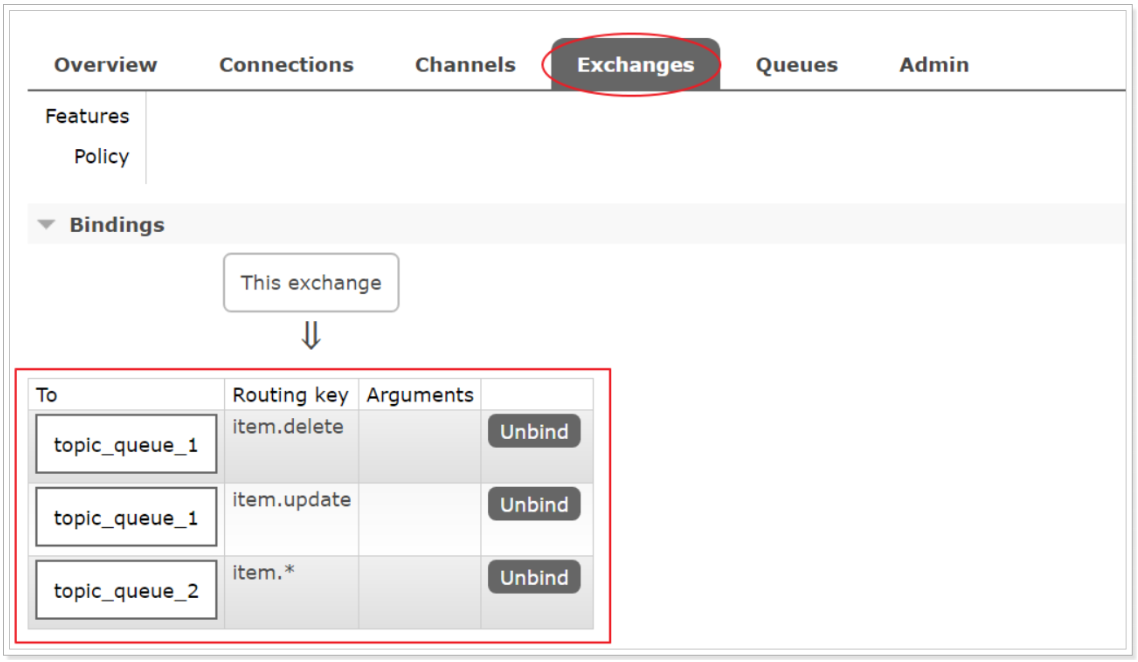 Overview Connections Channels Exchanges Queues Admin
Features
Policy
Bindings
This exchange
⇓
To Routing key Arguments
topic_queue_1 item.delete Unbind
topic_queue_1 item.update Unbind
topic_queue_2 item.* Unbind